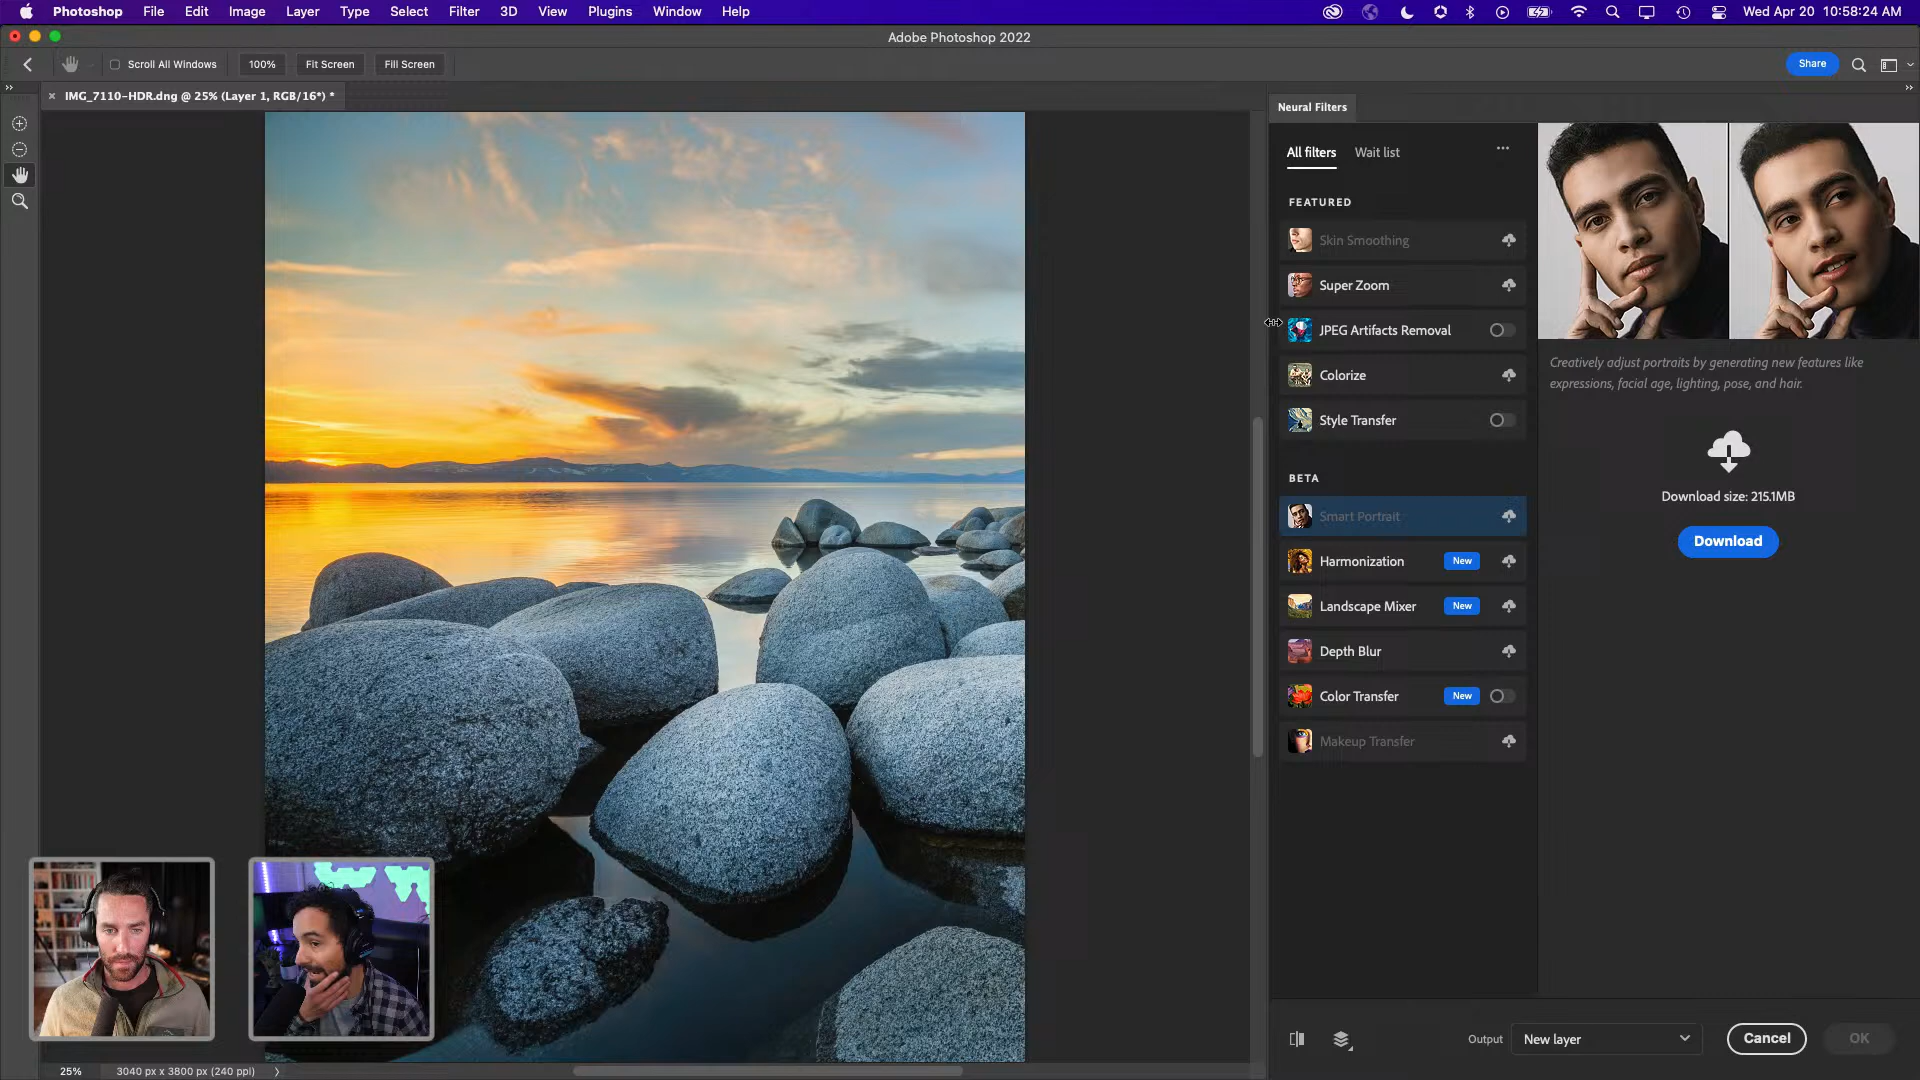 Photoshop File Edit Image Layer Type Select Filter 3D View Plugins Window Help Wed Apr 20 10:58:24 AM
Adobe Photoshop 2022
Scroll All Windows 100% Fit Screen Fill Screen Share
IMG_7110-HDR.dng @ 25% (Layer 1, RGB/16*) *
Neural Filters
All filters Wait list
FEATURED
Skin Smoothing
Super Zoom
JPEG Artifacts Removal
Colorize
Style Transfer
BETA
Smart Portrait
Harmonization New
Landscape Mixer New
Depth Blur
Color Transfer New
Makeup Transfer
Creatively adjust portraits by generating new features like
expressions, facial age, lighting, pose, and hair.
Download size: 215.1MB
Download
Output New layer Cancel OK
25% 3040 px x 3800 px (240 ppi)